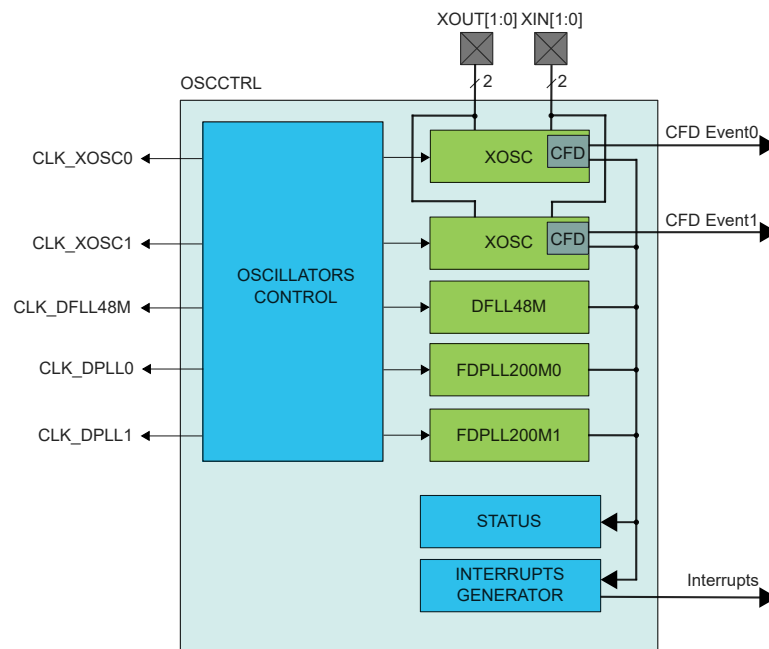 XOUT[1:0] XIN[1:0]
2 2
OSCCTRL
CLK_XOSC0
XOSC
CFD
CFD Event0
CLK_XOSC1
XOSC
CFD
CFD Event1
OSCILLATORS
CONTROL
CLK_DFLL48M
DFLL48M
CLK_DPLL0
FDPLL200M0
CLK_DPLL1
FDPLL200M1
STATUS
INTERRUPTS
GENERATOR
Interrupts